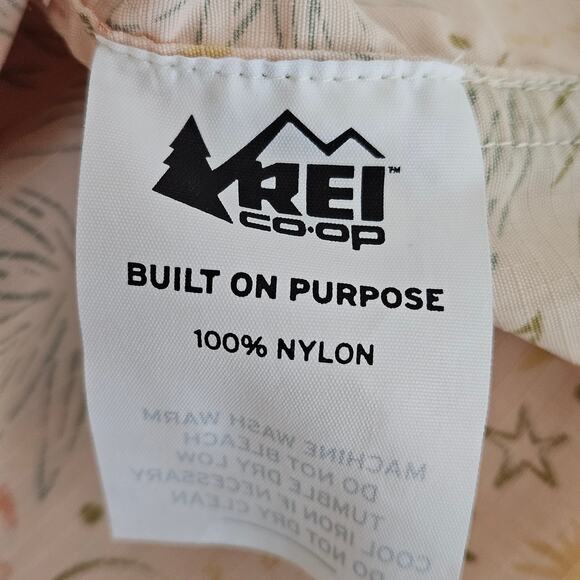 REI™
CO·OP
BUILT ON PURPOSE
100% NYLON
MACHINE WASH WARM
DO NOT BLEACH
TUMBLE DRY LOW
COOL IRON IF NECESSARY
DO NOT DRY CLEAN